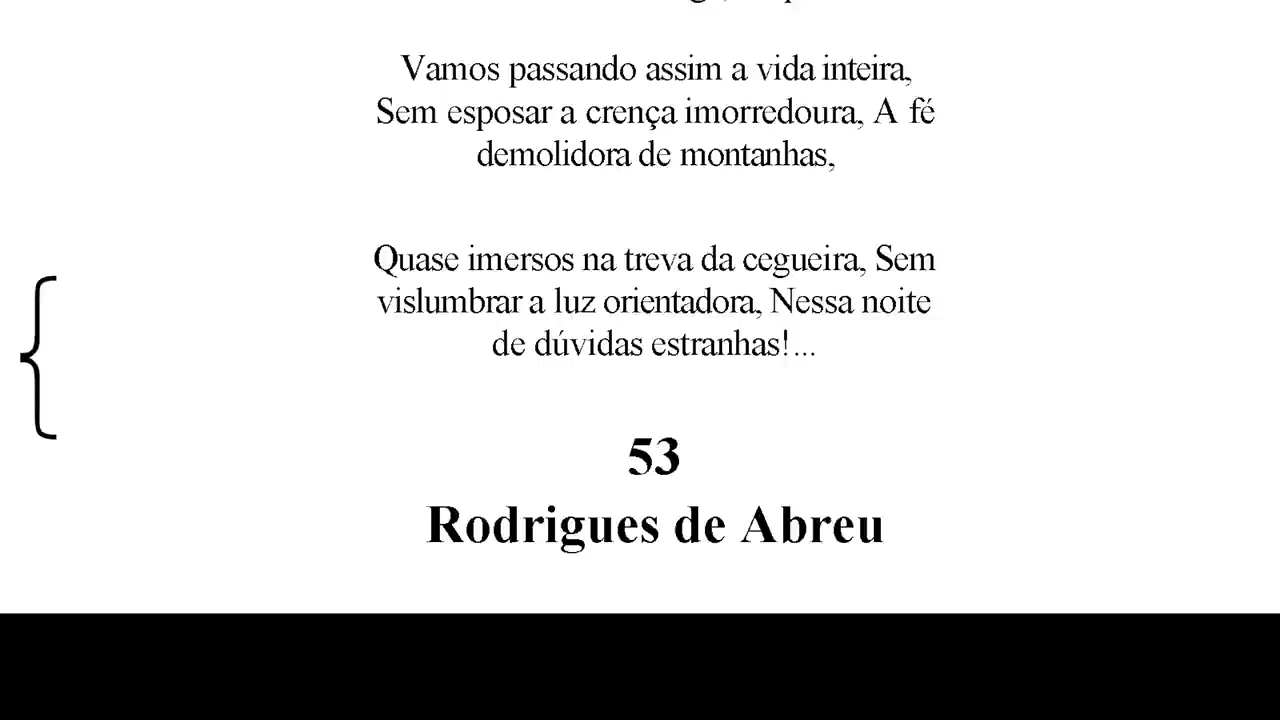 Vamos passando assim a vida inteira,
Sem esposar a crença imorredoura, A fé
demolidora de montanhas,
Quase imersos na treva da cegueira, Sem
vislumbrar a luz orientadora, Nessa noite
de dúvidas estranhas!...
53
Rodrigues de Abreu